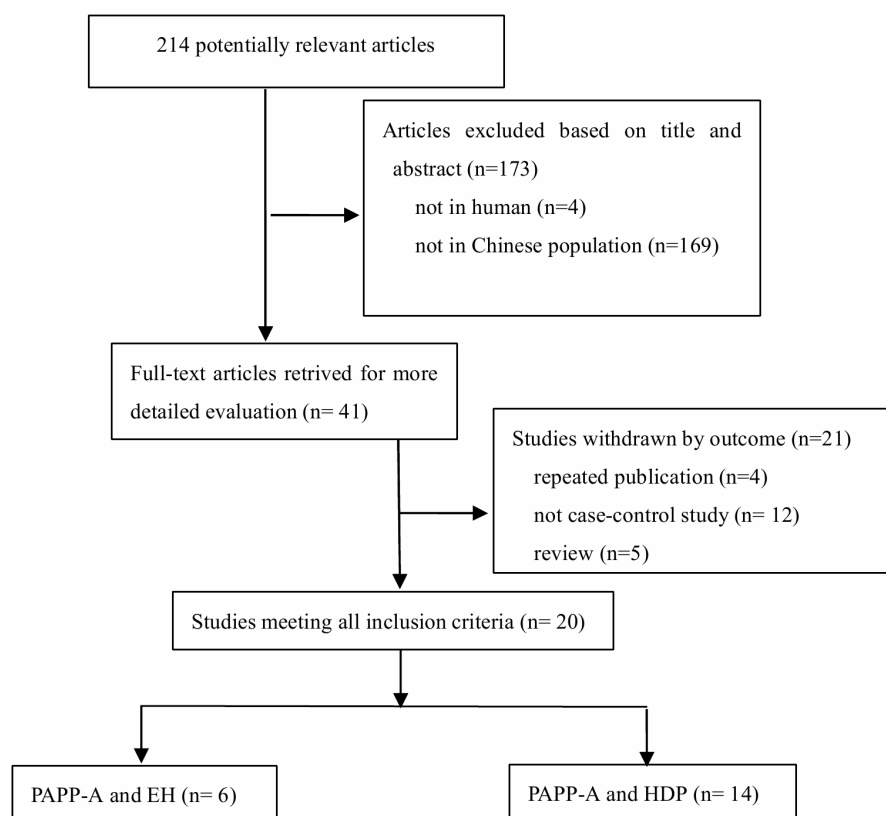 214 potentially relevant articles
Articles excluded based on title and
abstract (n=173)
not in human (n=4)
not in Chinese population (n=169)
Full-text articles retrived for more
detailed evaluation (n= 41)
Studies withdrawn by outcome (n=21)
repeated publication (n=4)
not case-control study (n= 12)
review (n=5)
Studies meeting all inclusion criteria (n= 20)
PAPP-A and EH (n= 6)
PAPP-A and HDP (n= 14)